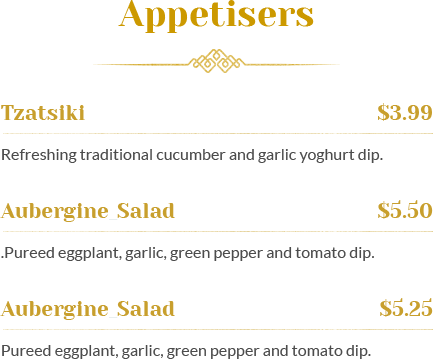 Appetisers
Tzatsiki $3.99
Refreshing traditional cucumber and garlic yoghurt dip.
Aubergine Salad $5.50
.Pureed eggplant, garlic, green pepper and tomato dip.
Aubergine Salad $5.25
Pureed eggplant, garlic, green pepper and tomato dip.